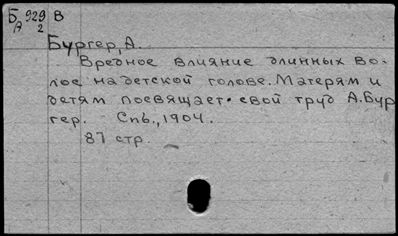 Б 929 В
А 2
Бургер, А.
Вредное влияние длинных во-
лос на детской голове. Матерям и
детям посвящает свой труд А. Бур
гер. Спб., 1904.
87 стр.